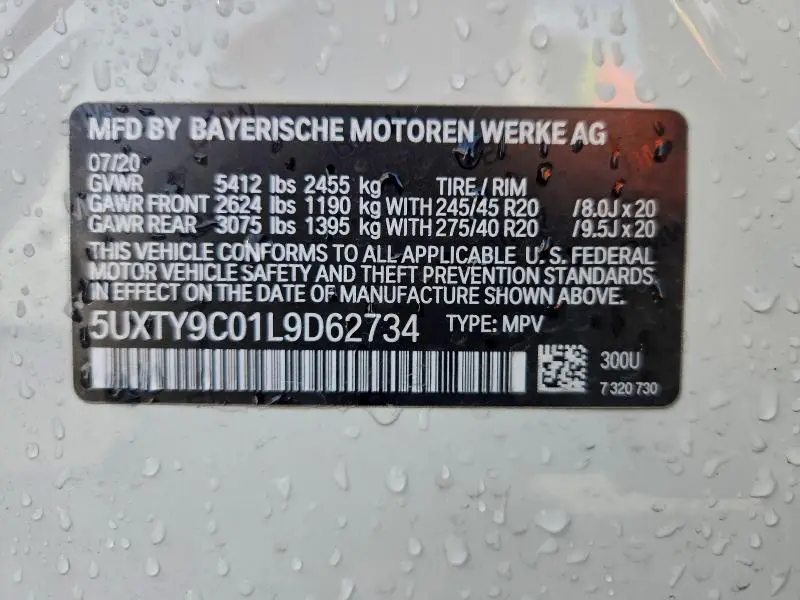 MFD BY BAYERISCHE MOTOREN WERKE AG
07/20
GVWR 5412 lbs 2455 kg TIRE / RIM
GAWR FRONT 2624 lbs 1190 kg WITH 245/45 R20 /8.0J x 20
GAWR REAR 3075 lbs 1395 kg WITH 275/40 R20 /9.5J x 20
THIS VEHICLE CONFORMS TO ALL APPLICABLE U. S. FEDERAL
MOTOR VEHICLE SAFETY AND THEFT PREVENTION STANDARDS
IN EFFECT ON THE DATE OF MANUFACTURE SHOWN ABOVE.
5UXTY9C01L9D62734 TYPE: MPV
300U
7 320 730